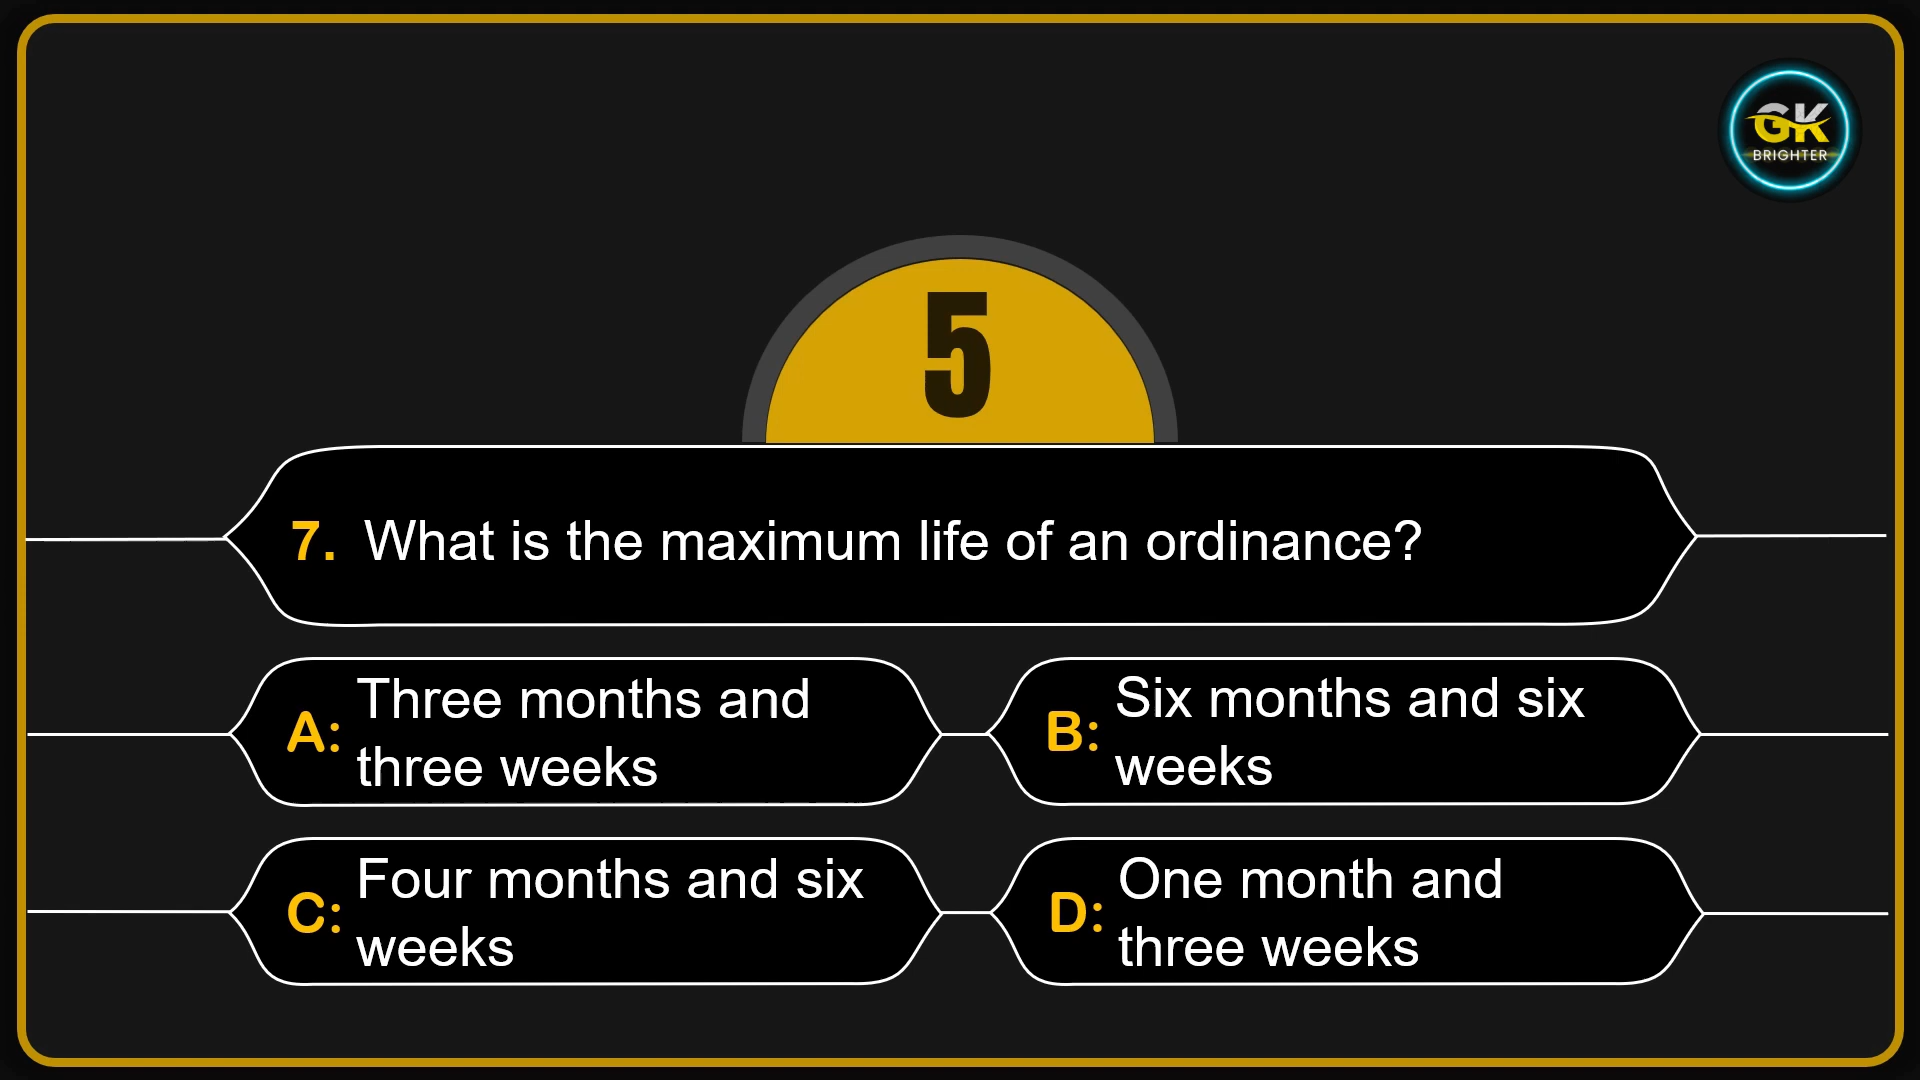 GK
BRIGHTER
5
7. What is the maximum life of an ordinance?
A: Three months and
three weeks
B: Six months and six
weeks
C: Four months and six
weeks
D: One month and
three weeks